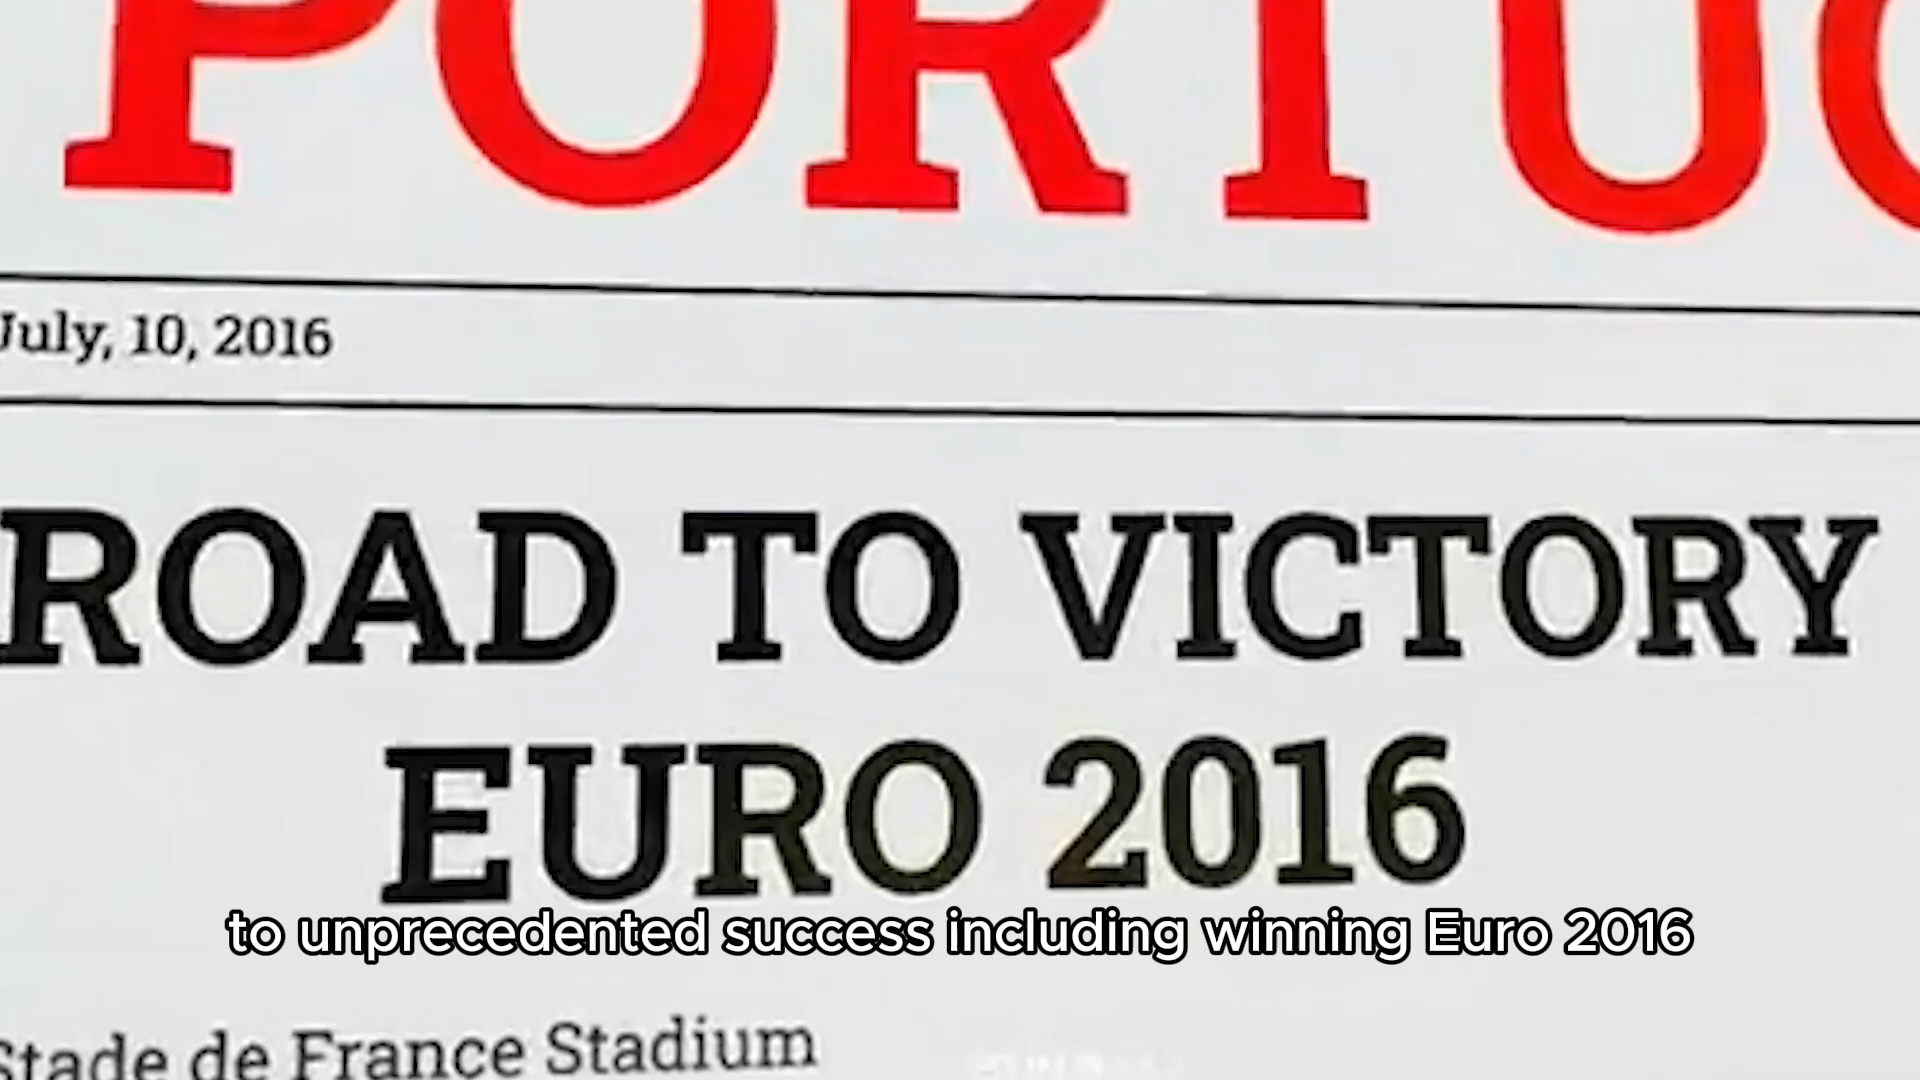 PORTU
July, 10, 2016
ROAD TO VICTORY
EURO 2016
to unprecedented success including winning Euro 2016
Stade de France Stadium